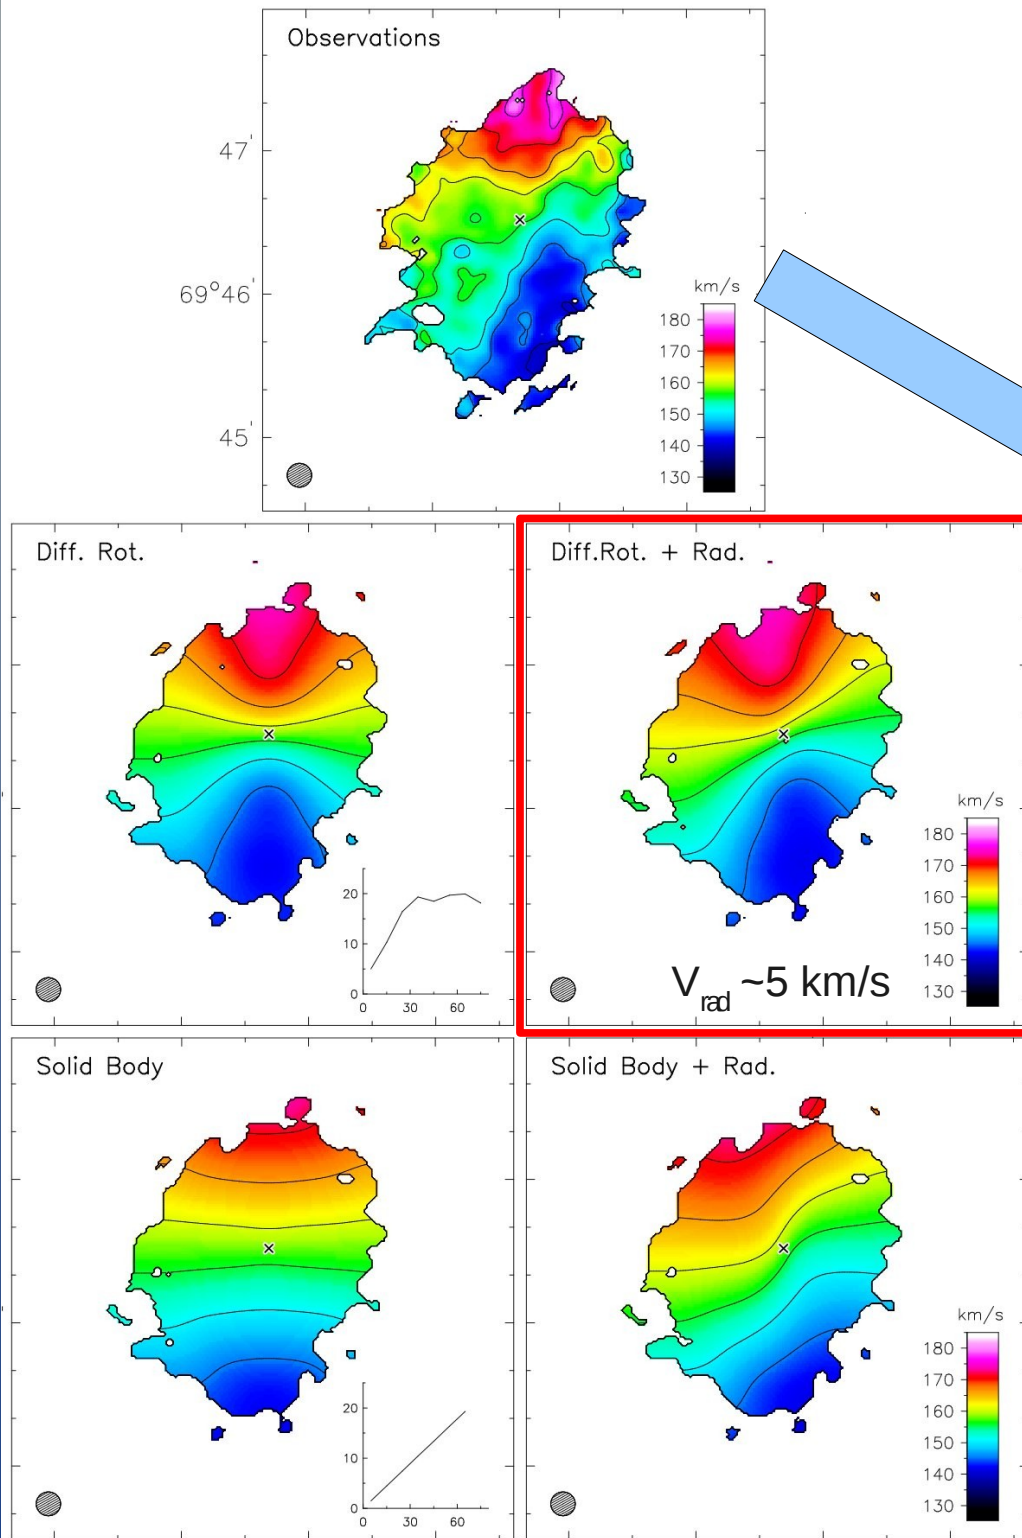 Observations
47'
69°46'
45'
km/s
180
170
160
150
140
130
Diff. Rot.
20
10
0
0 30 60
Diff.Rot. + Rad.
km/s
180
170
160
150
140
130
Vrad ~5 km/s
Solid Body
20
10
0
0 30 60
Solid Body + Rad.
km/s
180
170
160
150
140
130